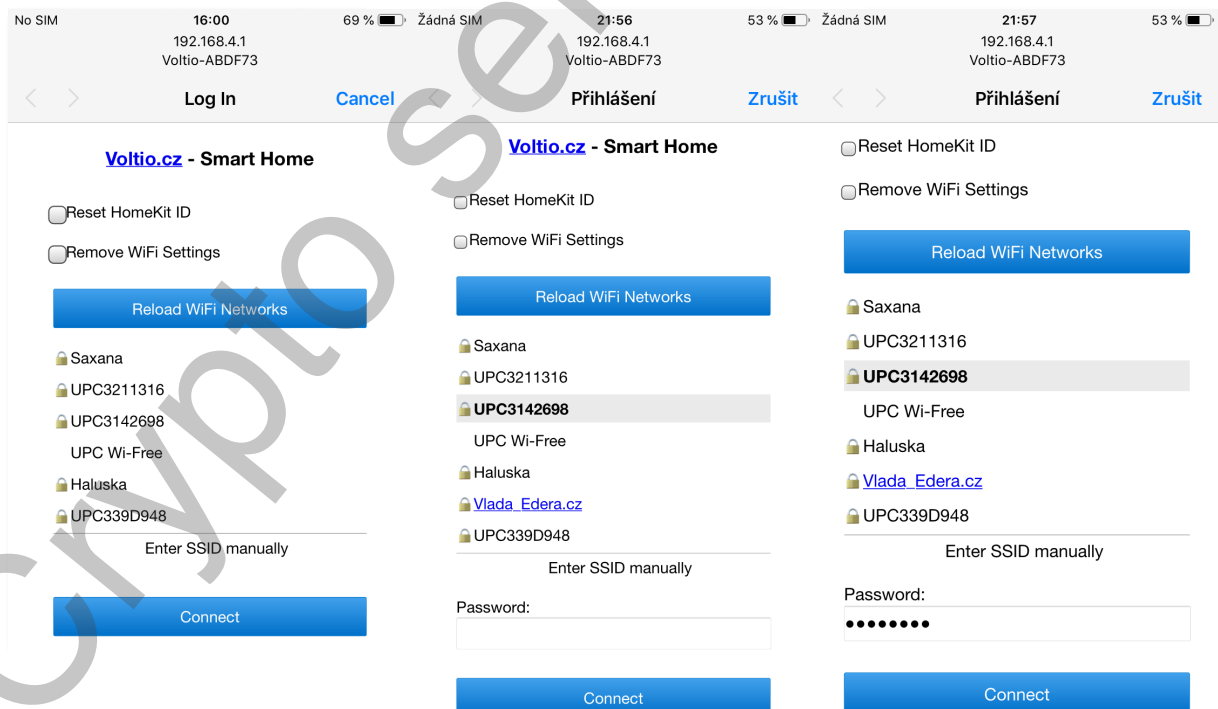 No SIM 16:00 69 %
192.168.4.1
Voltio-ABDF73
Log In Cancel
Voltio.cz - Smart Home
Reset HomeKit ID
Remove WiFi Settings
Reload WiFi Networks
Saxana
UPC3211316
UPC3142698
UPC Wi-Free
Haluska
UPC339D948
Enter SSID manually
Connect
Žádná SIM 21:56 53 %
192.168.4.1
Voltio-ABDF73
Přihlášení Zrušit
Voltio.cz - Smart Home
Reset HomeKit ID
Remove WiFi Settings
Reload WiFi Networks
Saxana
UPC3211316
UPC3142698
UPC Wi-Free
Haluska
Vlada_Edera.cz
UPC339D948
Enter SSID manually
Password:
Connect
Žádná SIM 21:57 53 %
192.168.4.1
Voltio-ABDF73
Přihlášení Zrušit
Reset HomeKit ID
Remove WiFi Settings
Reload WiFi Networks
Saxana
UPC3211316
UPC3142698
UPC Wi-Free
Haluska
Vlada_Edera.cz
UPC339D948
Enter SSID manually
Password:
●●●●●●●●
Connect
Crypto se